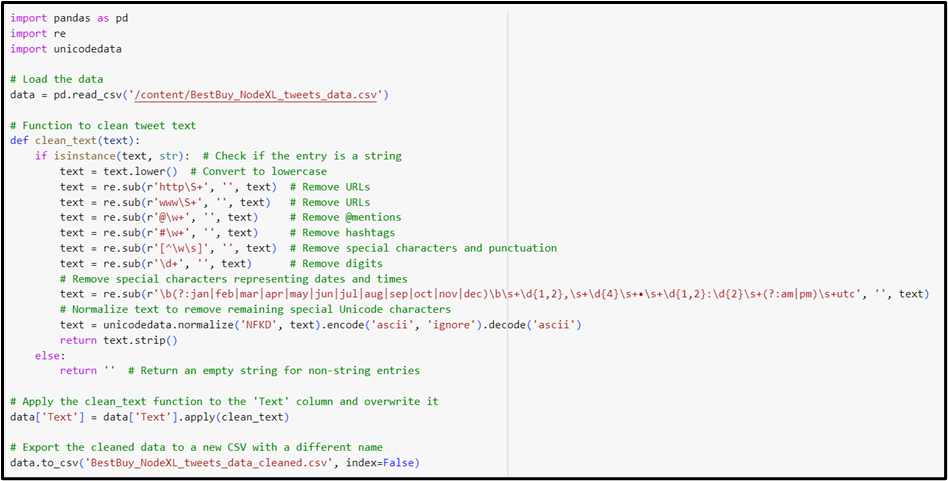 import pandas as pd
import re
import unicodedata

# Load the data
data = pd.read_csv('/content/BestBuy_NodeXL_tweets_data.csv')

# Function to clean tweet text
def clean_text(text):
    if isinstance(text, str):  # Check if the entry is a string
        text = text.lower()  # Convert to lowercase
        text = re.sub(r'http\S+', '', text)  # Remove URLs
        text = re.sub(r'www\S+', '', text)   # Remove URLs
        text = re.sub(r'@\w+', '', text)     # Remove @mentions
        text = re.sub(r'#\w+', '', text)     # Remove hashtags
        text = re.sub(r'[^\w\s]', '', text)  # Remove special characters and punctuation
        text = re.sub(r'\d+', '', text)      # Remove digits
        # Remove special characters representing dates and times
        text = re.sub(r'\b(?:jan|feb|mar|apr|may|jun|jul|aug|sep|oct|nov|dec)\b\s+\d{1,2},\s+\d{4}\s+•\s+\d{1,2}:\d{2}\s+(?:am|pm)\s+utc', '', text)
        # Normalize text to remove remaining special Unicode characters
        text = unicodedata.normalize('NFKD', text).encode('ascii', 'ignore').decode('ascii')
        return text.strip()
    else:
        return ''  # Return an empty string for non-string entries

# Apply the clean_text function to the 'Text' column and overwrite it
data['Text'] = data['Text'].apply(clean_text)

# Export the cleaned data to a new CSV with a different name
data.to_csv('BestBuy_NodeXL_tweets_data_cleaned.csv', index=False)